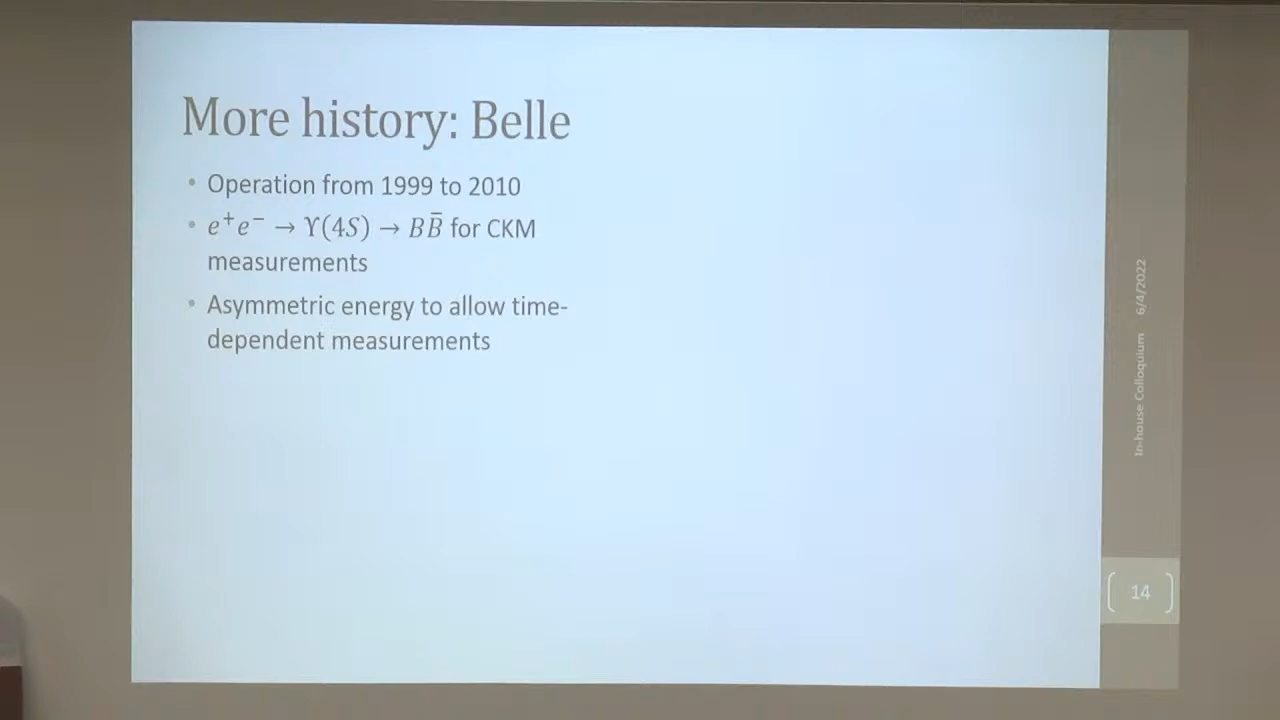 More history: Belle
• Operation from 1999 to 2010
• e⁺e⁻ → ϒ(4S) → BB̄ for CKM
measurements
• Asymmetric energy to allow time-
dependent measurements
In-house Colloquium 6/4/2022
14